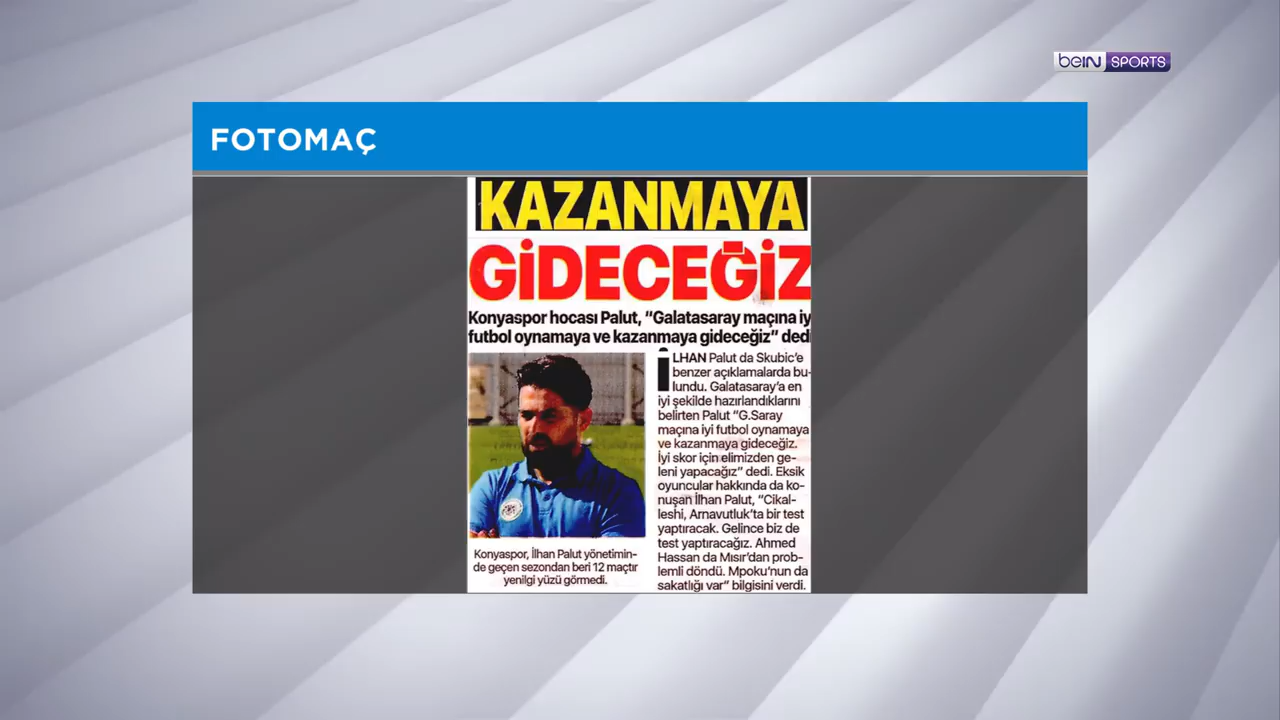 beIN SPORTS
FOTOMAÇ
KAZANMAYA
GİDECEĞİZ
Konyaspor hocası Palut, “Galatasaray maçına iy
futbol oynamaya ve kazanmaya gideceğiz” ded
İLHAN Palut da Skubic’e
benzer açıklamalarda bu-
lundu. Galatasaray’a en
iyi şekilde hazırlandıklarını
belirten Palut “G.Saray
maçına iyi futbol oynamaya
ve kazanmaya gideceğiz.
İyi skor için elimizden ge-
leni yapacağız” dedi. Eksik
oyuncular hakkında da ko-
nuşan İlhan Palut, “Cikal-
leshi, Arnavutluk’ta bir test
yaptıracak. Gelince biz de
test yaptıracağız. Ahmed
Hassan da Mısır’dan prob-
lemli döndü. Mpoku’nun da
sakatlığı var” bilgisini verdi.
Konyaspor, İlhan Palut yönetimin-
de geçen sezondan beri 12 maçtır
yenilgi yüzü görmedi.